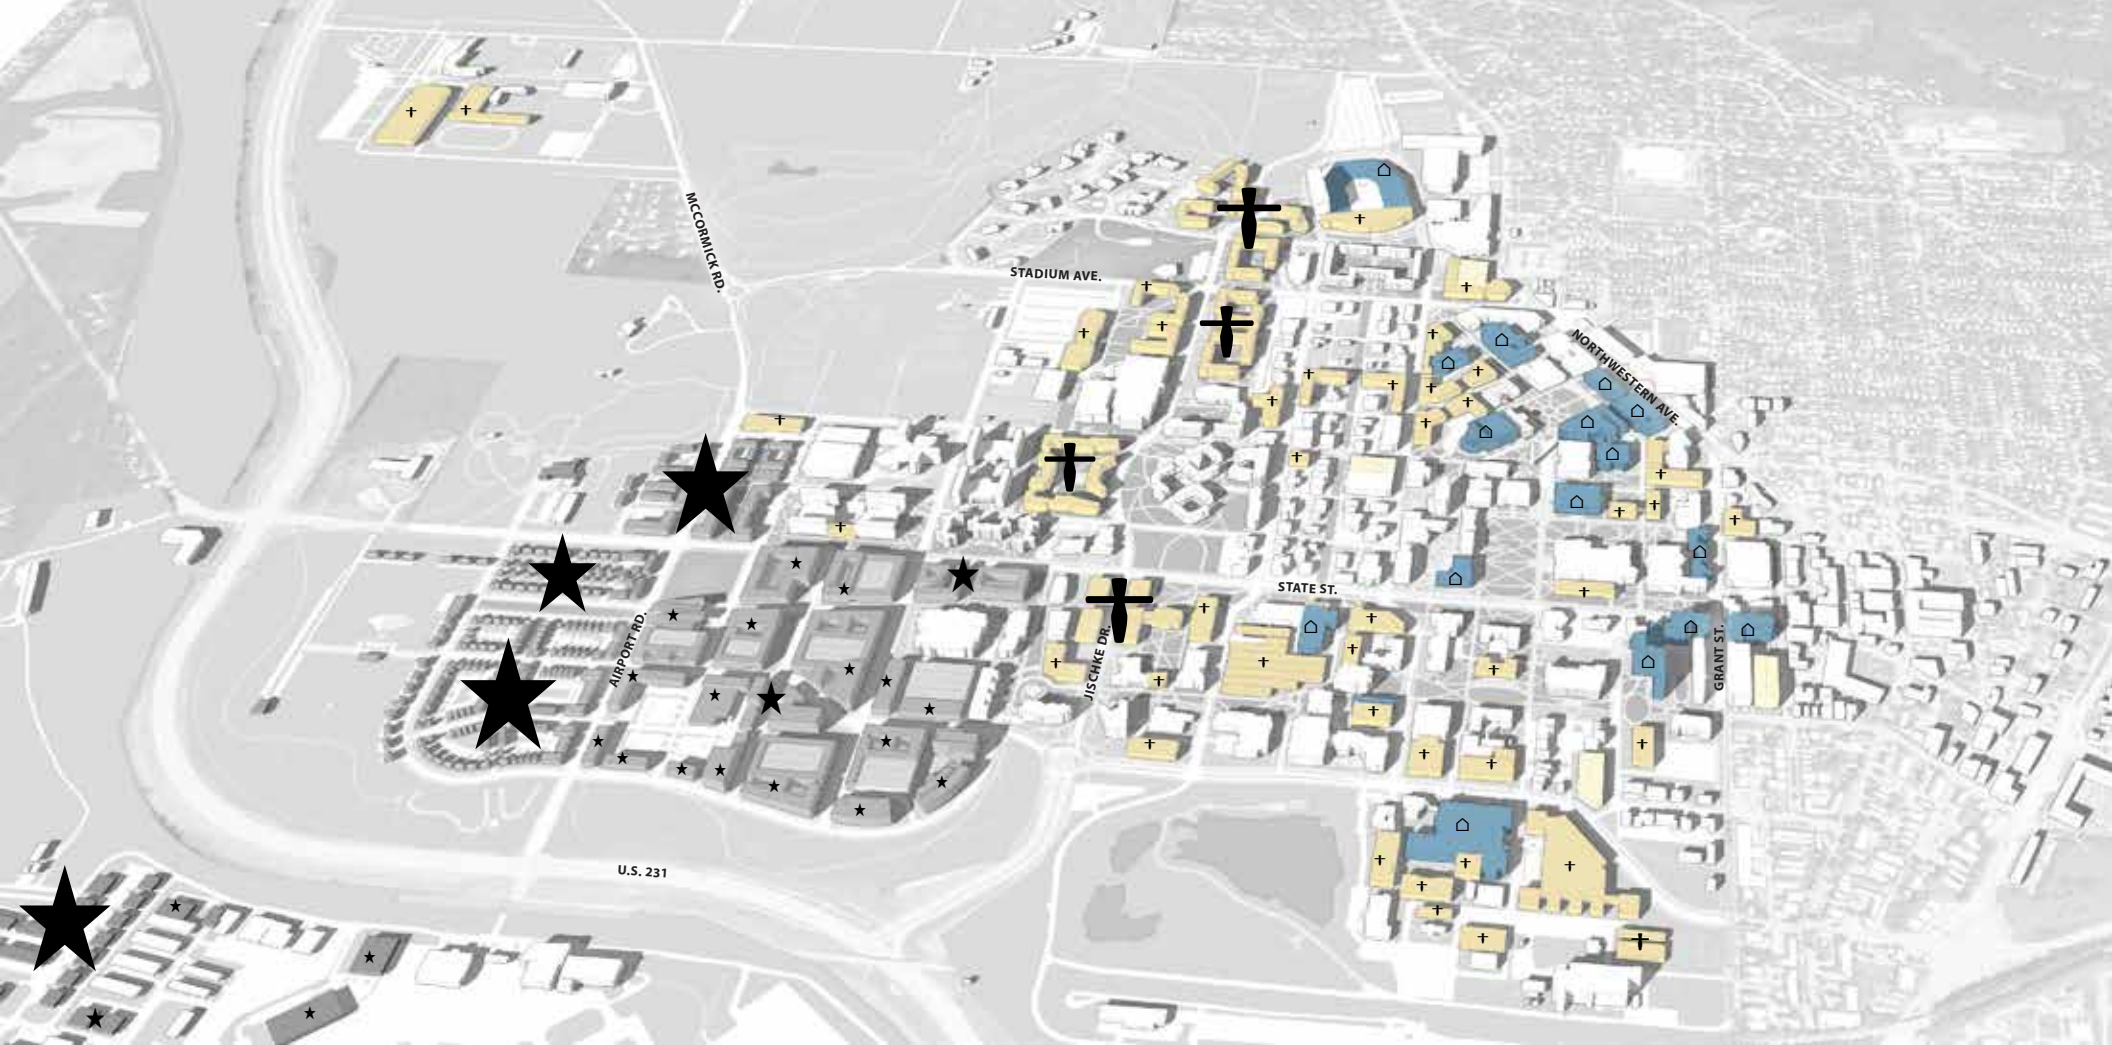 MCCORMICK RD.
STADIUM AVE.
NORTHWESTERN AVE.
STATE ST.
AIRPORT RD.
JISCHKE DR.
GRANT ST.
U.S. 231